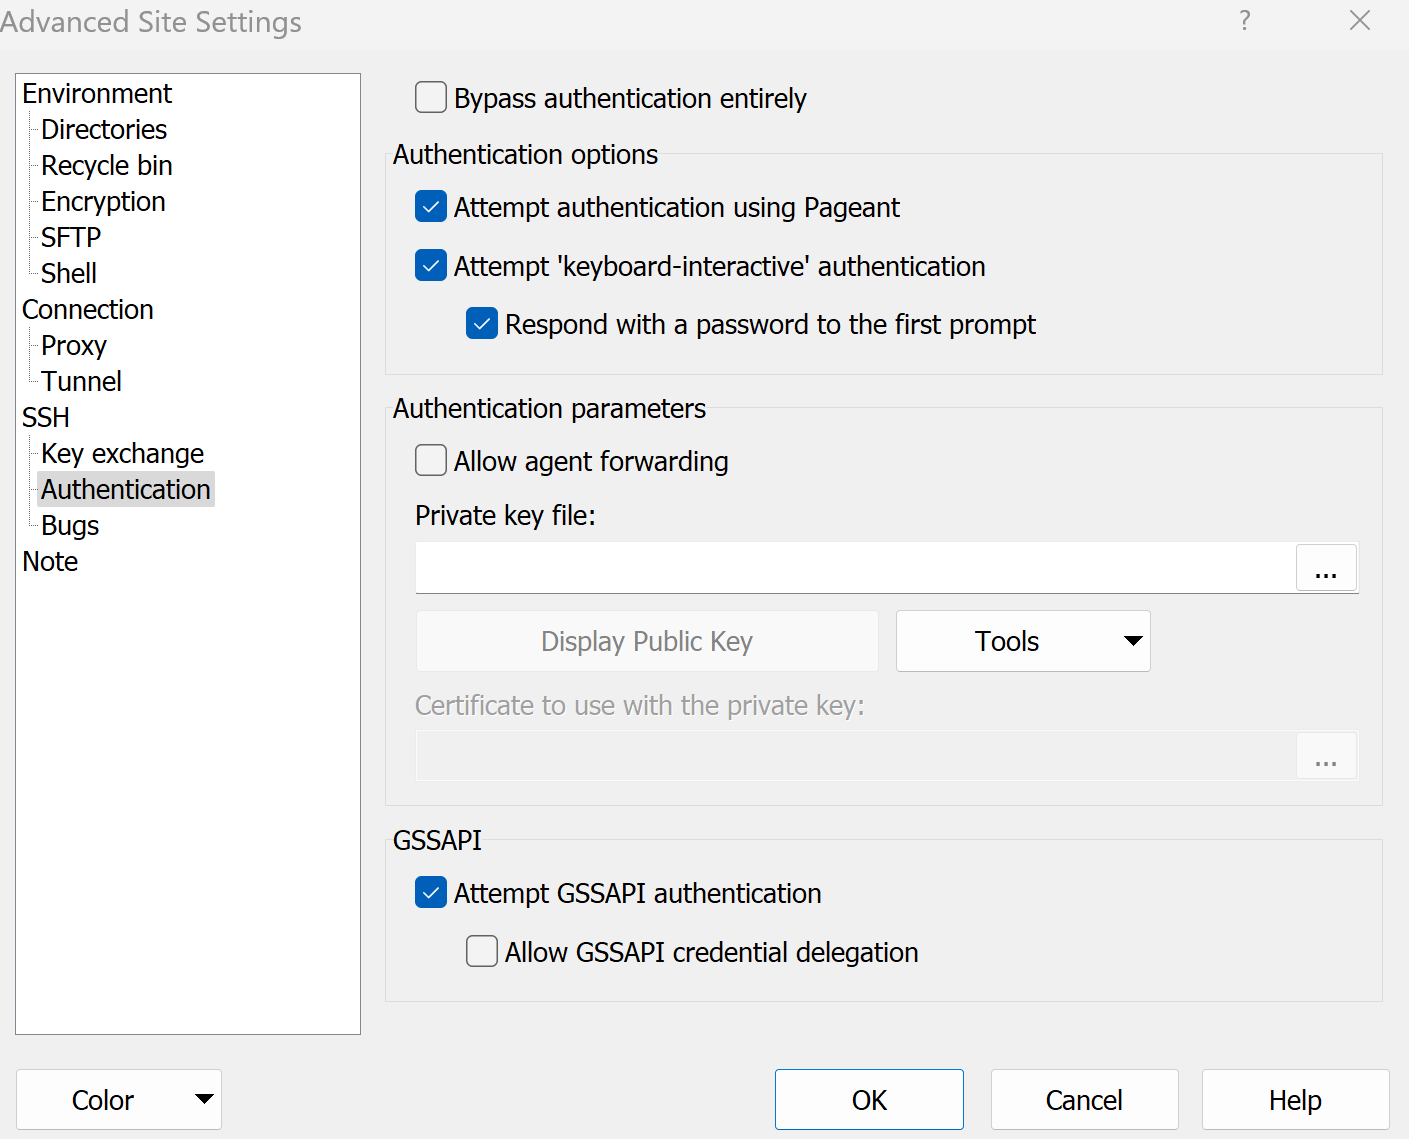 Advanced Site Settings
?
Environment
Directories
Recycle bin
Encryption
SFTP
Shell
Connection
Proxy
Tunnel
SSH
Key exchange
Authentication
Bugs
Note
Bypass authentication entirely
Authentication options
Attempt authentication using Pageant
Attempt 'keyboard-interactive' authentication
Respond with a password to the first prompt
Authentication parameters
Allow agent forwarding
Private key file:
...
Display Public Key
Tools
Certificate to use with the private key:
...
GSSAPI
Attempt GSSAPI authentication
Allow GSSAPI credential delegation
Color
OK
Cancel
Help